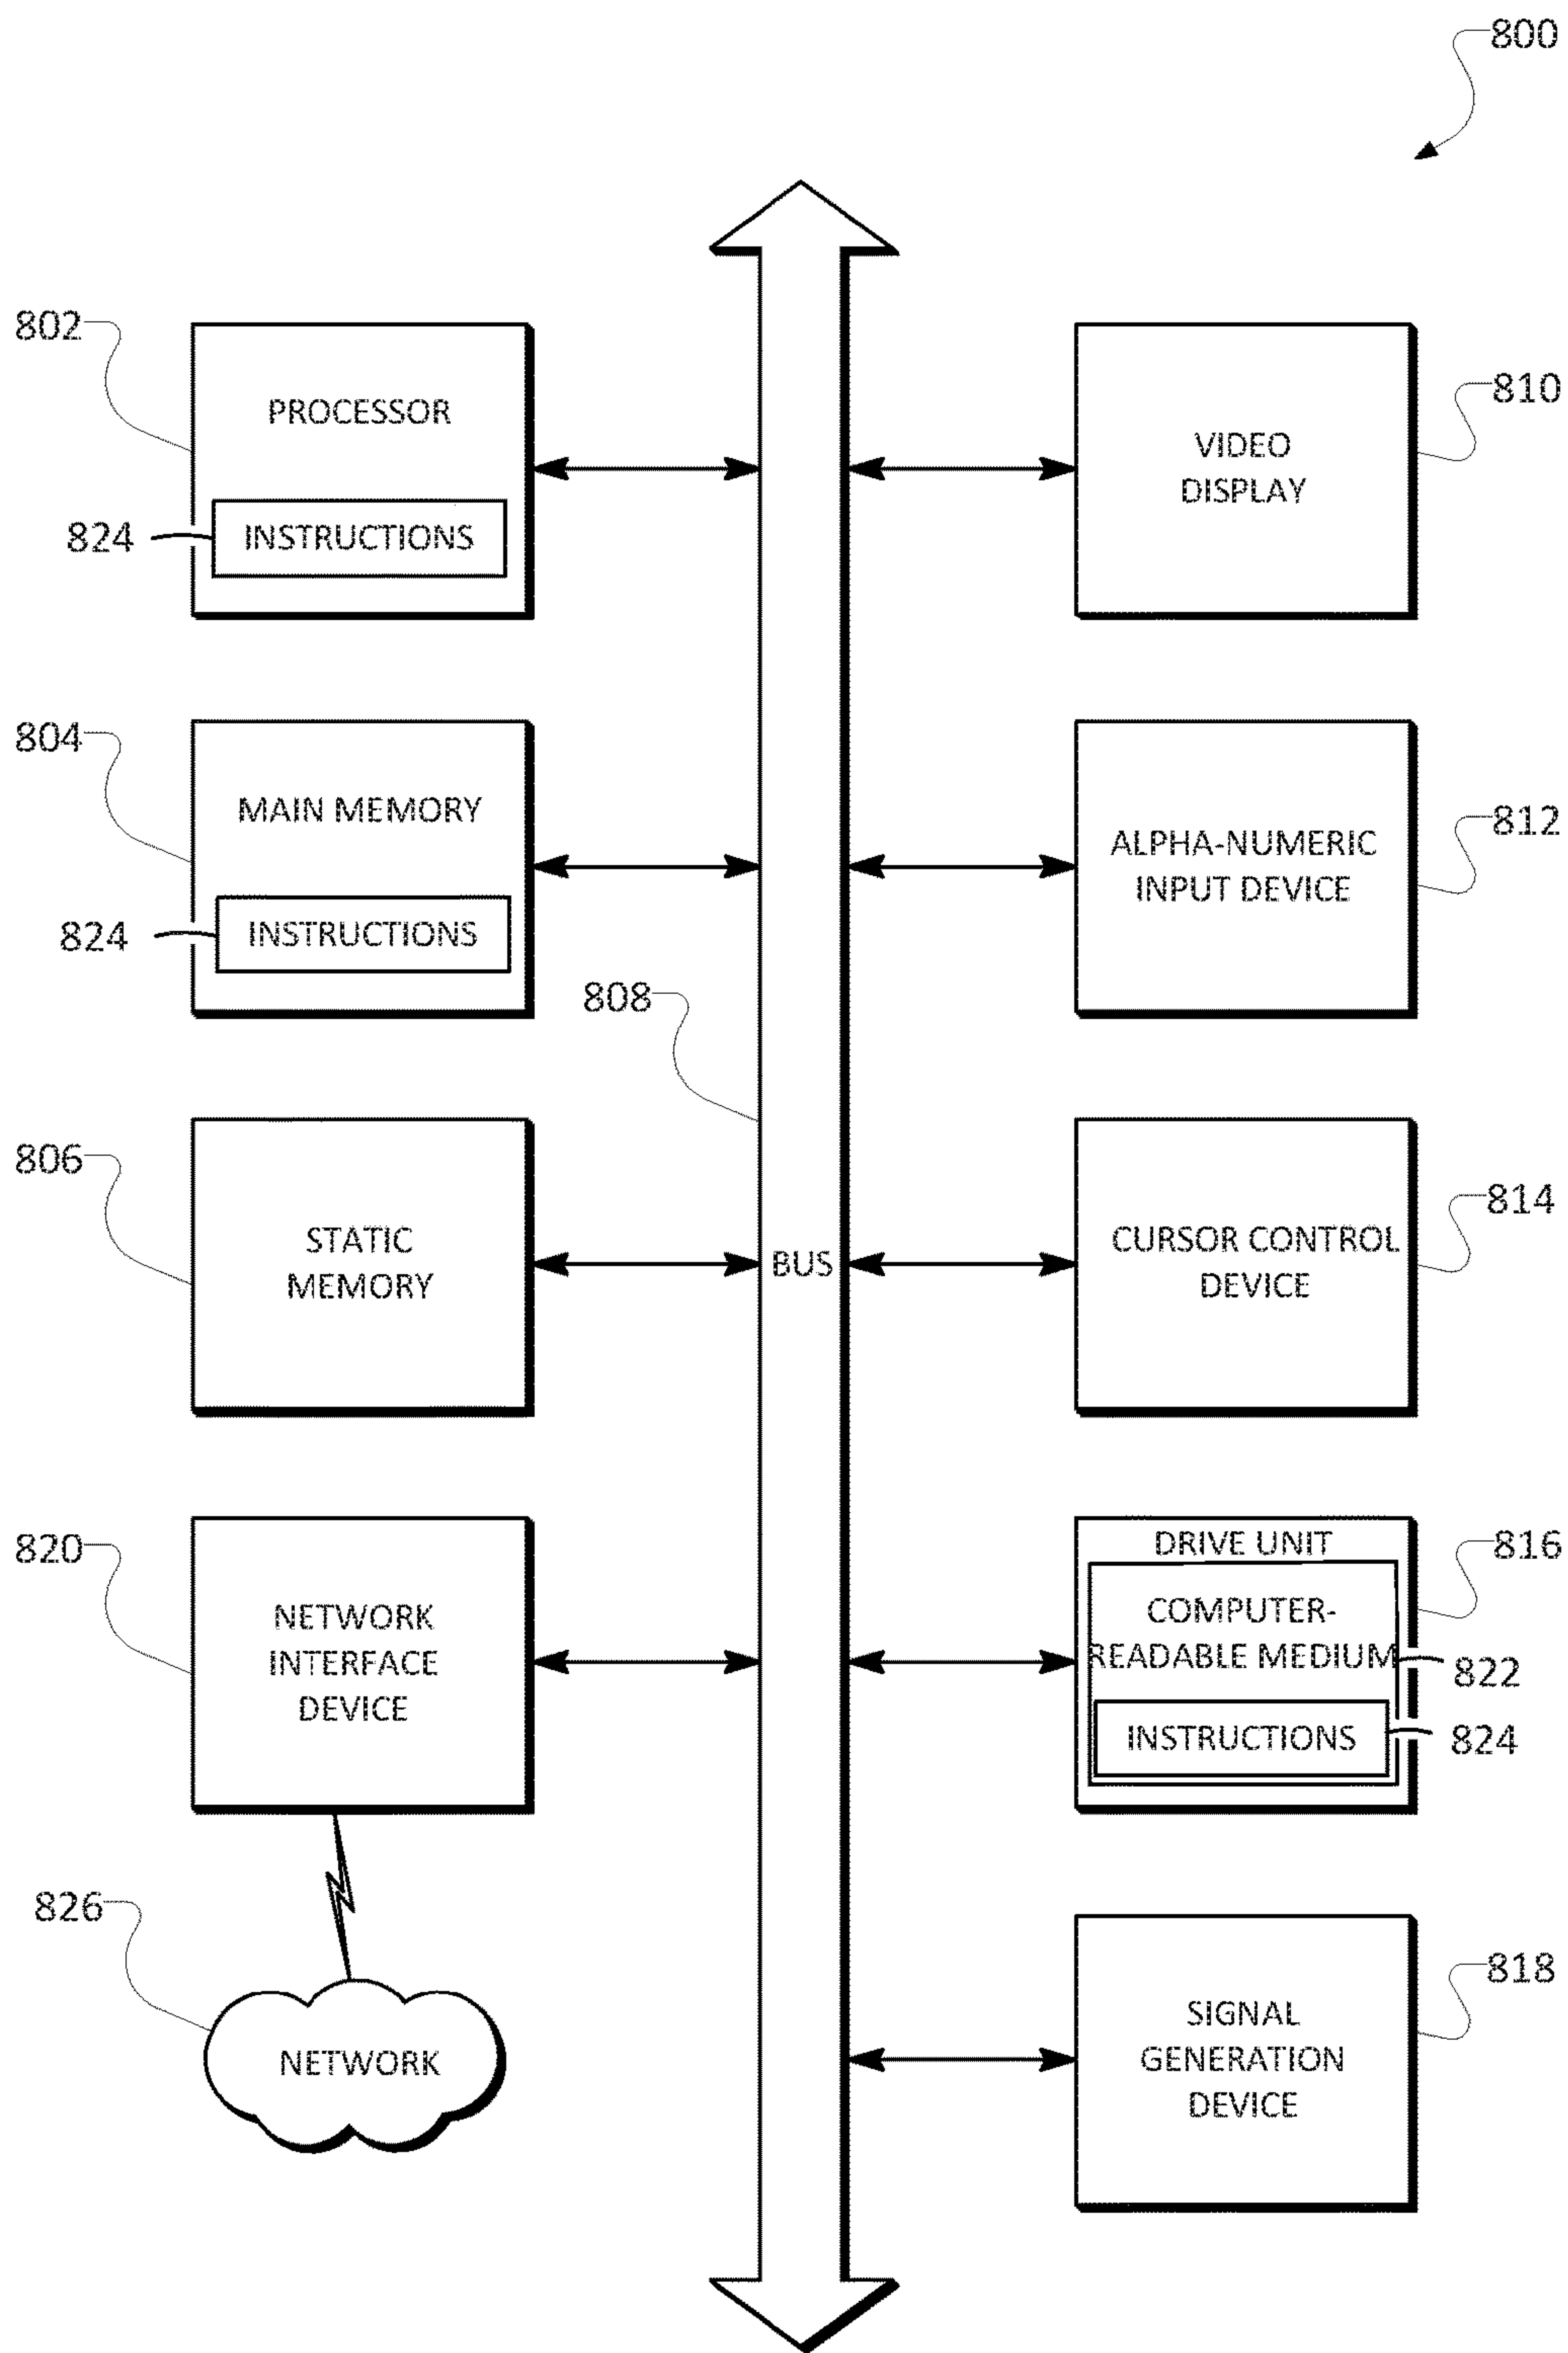 800
802
PROCESSOR
824
INSTRUCTIONS
810
VIDEO
DISPLAY
804
MAIN MEMORY
824
INSTRUCTIONS
812
ALPHA-NUMERIC
INPUT DEVICE
808
806
STATIC
MEMORY
BUS
814
CURSOR CONTROL
DEVICE
820
NETWORK
INTERFACE
DEVICE
816
DRIVE UNIT
COMPUTER-
READABLE MEDIUM
822
INSTRUCTIONS
824
826
NETWORK
818
SIGNAL
GENERATION
DEVICE